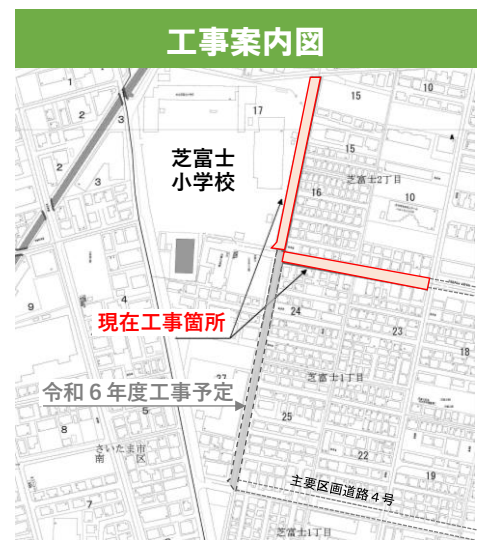 工事案内図
1
2
3
2
3
17
15
10
15
芝富士
小学校
芝富士2丁目
16
10
9
4
24
現在工事箇所
23
18
芝富士1丁目
27
令和６年度工事予定
5
25
8
さいたま市
南 区
22
19
主要区画道路４号
7
芝富士1丁目